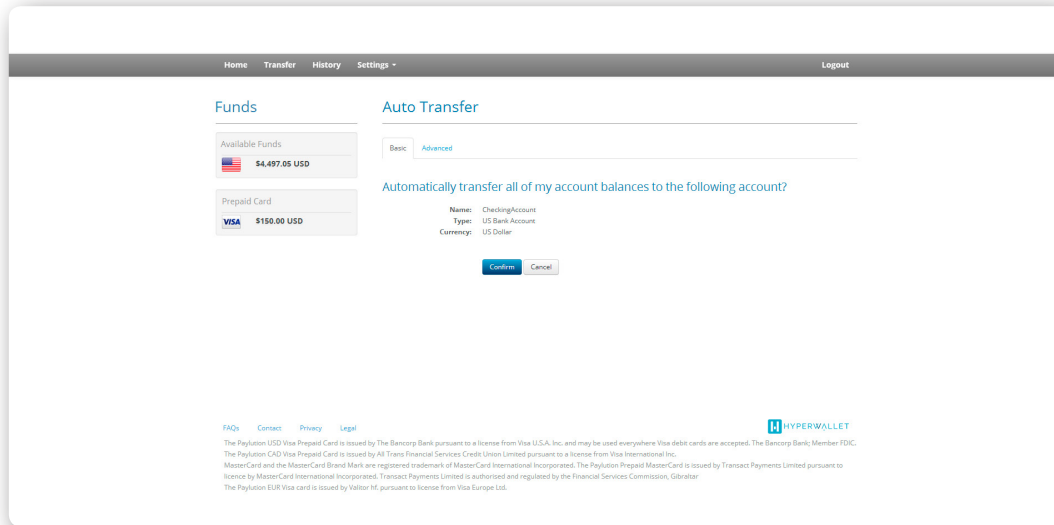 Home Transfer History Settings Logout
Funds
Available Funds
$4,497.05 USD
Prepaid Card
VISA $150.00 USD
Auto Transfer
Basic Advanced
Automatically transfer all of my account balances to the following account?
Name: CheckingAccount
Type: US Bank Account
Currency: US Dollar
Confirm Cancel
FAQs Contact Privacy Legal
HYPERWALLET
The Paylution USD Visa Prepaid Card is issued by The Bancorp Bank pursuant to a license from Visa U.S.A. Inc. and may be used everywhere Visa debit cards are accepted. The Bancorp Bank; Member FDIC.
The Paylution CAD Visa Prepaid Card is issued by All Trans Financial Services Credit Union Limited pursuant to a license from Visa International Inc.
MasterCard and the MasterCard Brand Mark are registered trademark of MasterCard International Incorporated. The Paylution Prepaid MasterCard is issued by Transact Payments Limited pursuant to
licence by MasterCard International Incorporated. Transact Payments Limited is authorised and regulated by the Financial Services Commission, Gibraltar
The Paylution EUR Visa card is issued by Valitor hf. pursuant to license from Visa Europe Ltd.